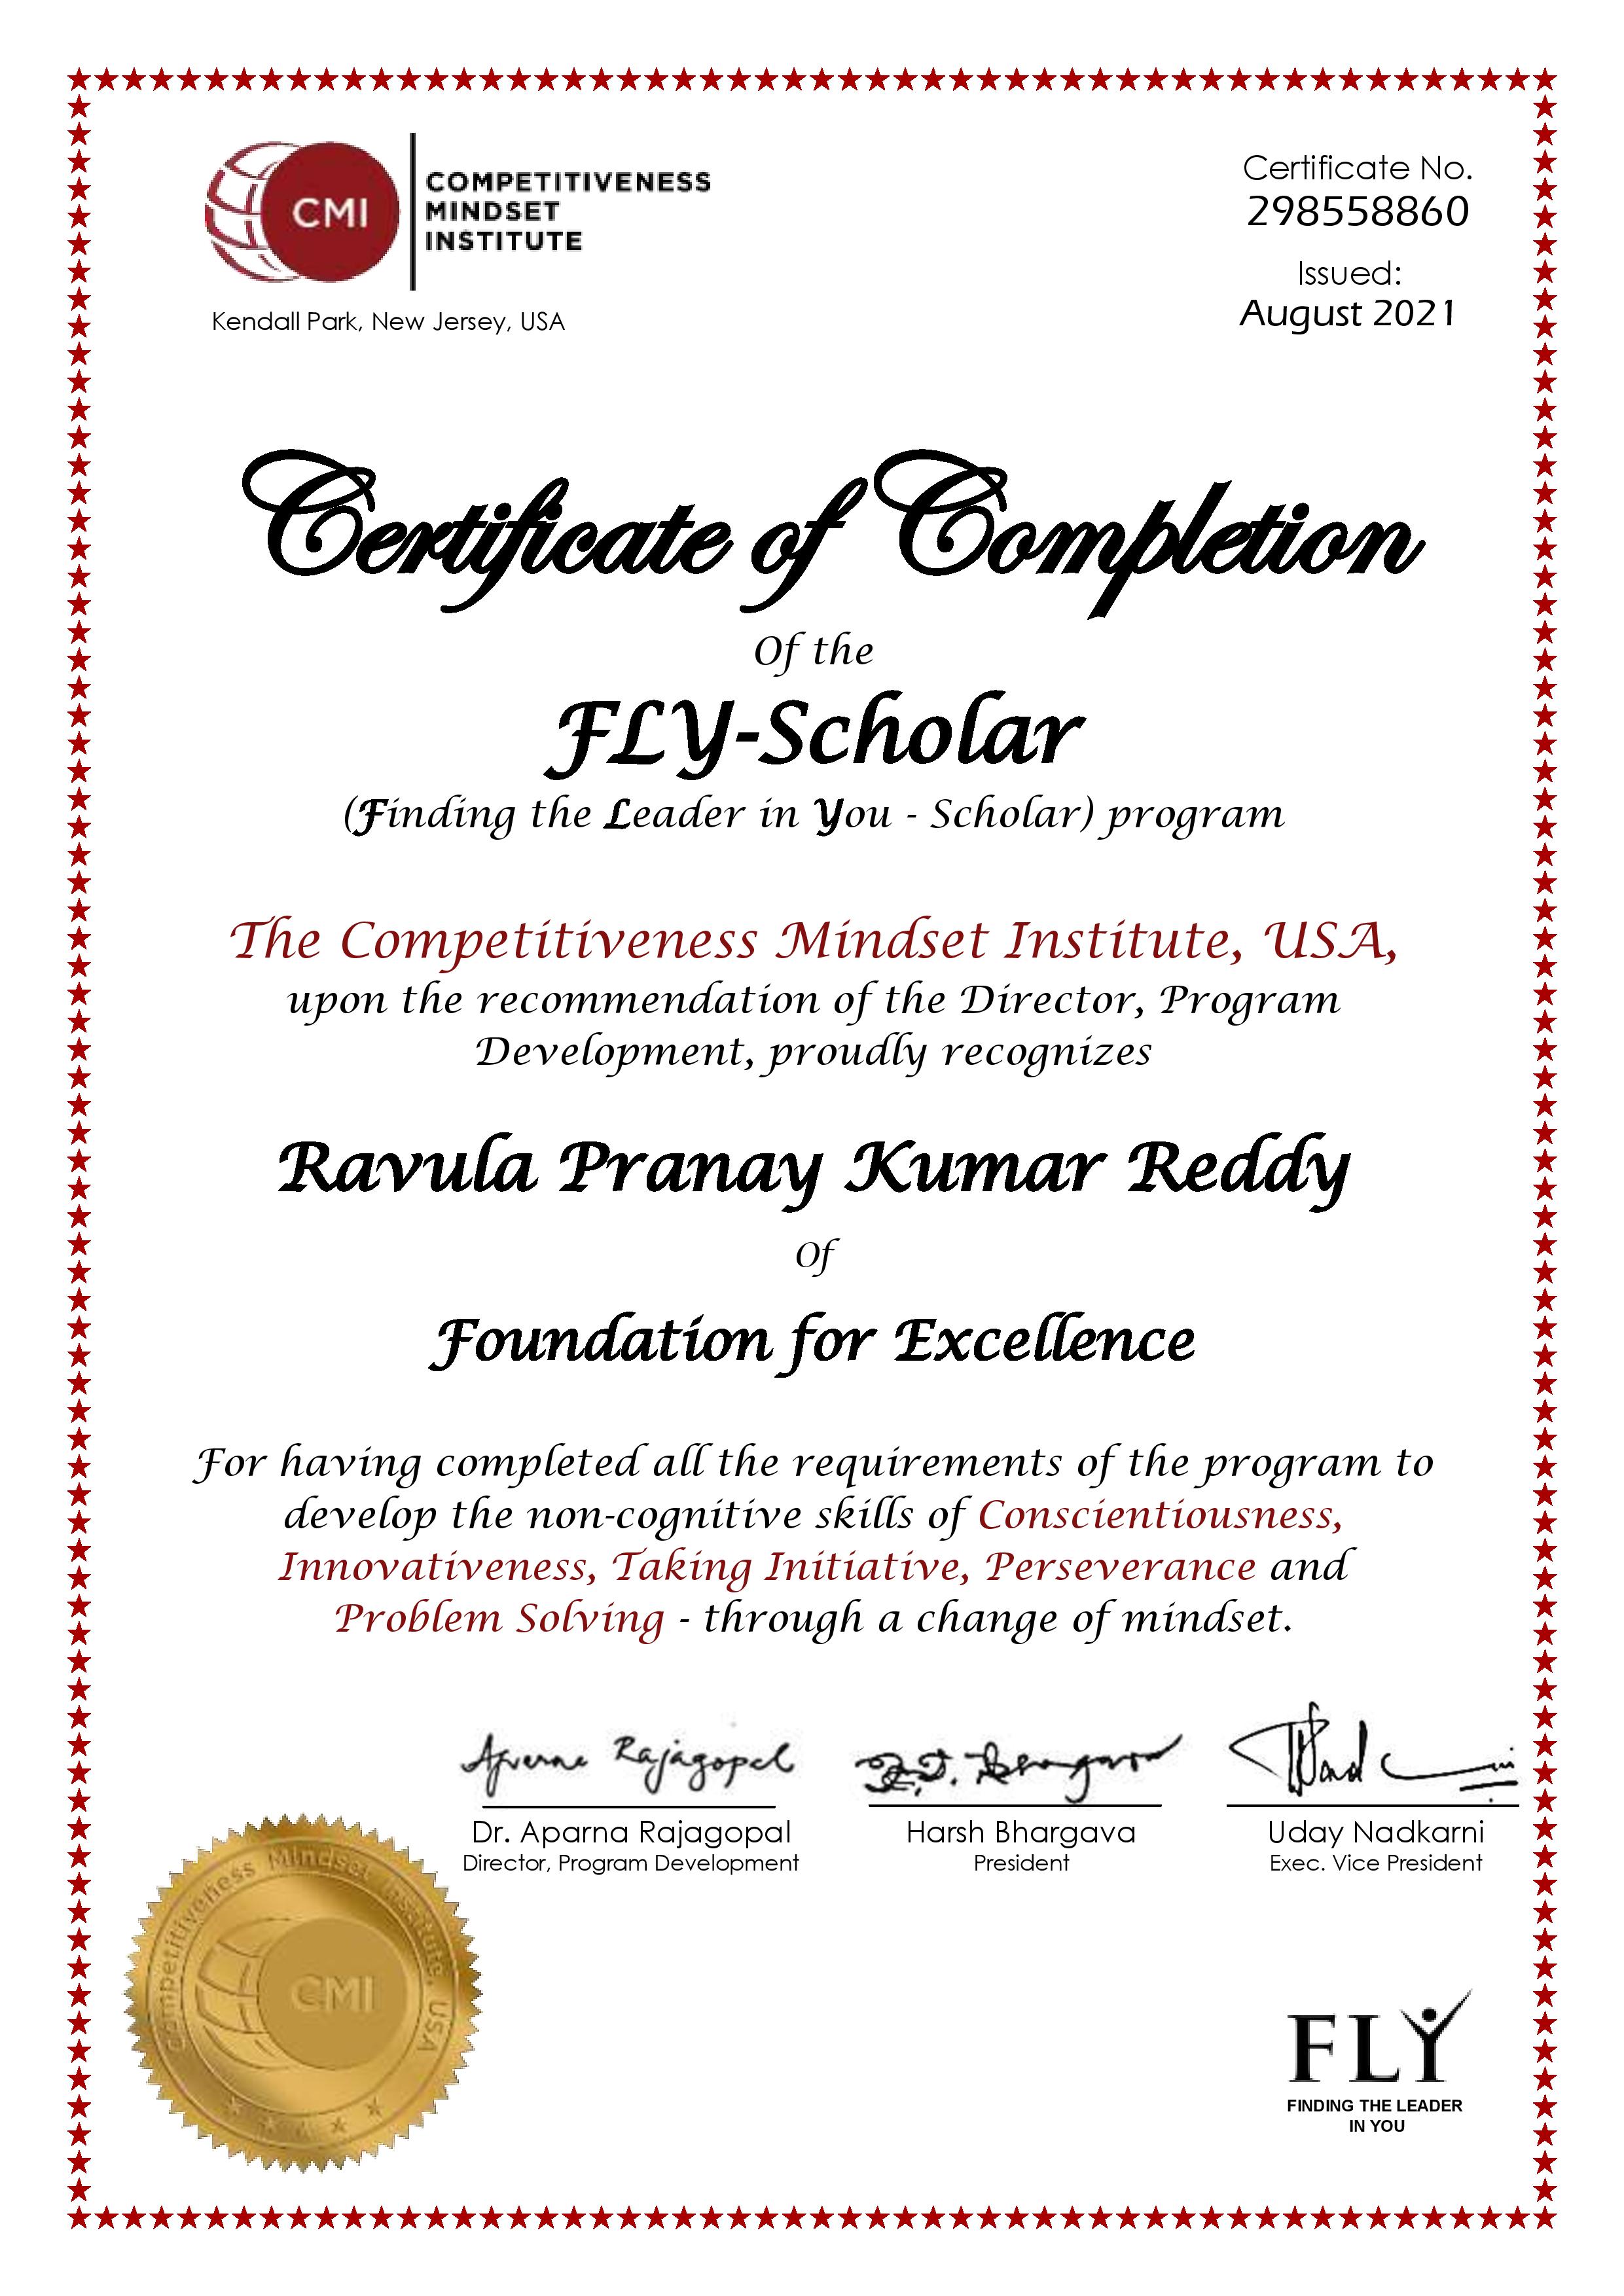 CMI
COMPETITIVENESS
MINDSET
INSTITUTE
Kendall Park, New Jersey, USA
Certificate No.
298558860
Issued:
August 2021
Certificate of Completion
Of the
FLY-Scholar
(Finding the Leader in You - Scholar) program
The Competitiveness Mindset Institute, USA,
upon the recommendation of the Director, Program
Development, proudly recognizes
Ravula Pranay Kumar Reddy
Of
Foundation for Excellence
For having completed all the requirements of the program to
develop the non-cognitive skills of Conscientiousness,
Innovativeness, Taking Initiative, Perseverance and
Problem Solving - through a change of mindset.
Aparna Rajagopal
Dr. Aparna Rajagopal
Director, Program Development
Harsh Bhargava
President
Uday Nadkarni
Exec. Vice President
Competitiveness Mindset Institute, USA
CMI
FLY
FINDING THE LEADER
IN YOU